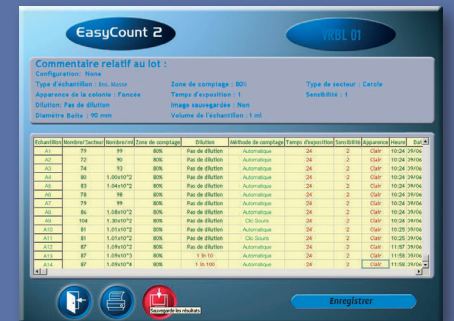 EasyCount 2
VRBL 01
Commentaire relatif au lot :
Configuration: None
Type d'échantillon : Ens. Masse
Zone de comptage : 80%
Type de secteur : Cercle
Apparence de la colonie : Foncée
Temps d'exposition : 1
Sensibilité : 1
Dilution: Pas de dilution
Image sauvegardée : Non
Diamètre Boîte : 90 mm
Volume de l'échantillon : 1 ml
Echantillon Nombre/Secteur Nombre/ml Zone de comptage Dilution Méthode de comptage Temps d'exposition Sensibilité Apparence Heure Dat
A1 79 99 80% Pas de dilution Automatique 24 2 Clair 10:24 29/06
A2 72 90 80% Pas de dilution Automatique 24 2 Clair 10:24 29/06
A3 74 93 80% Pas de dilution Automatique 24 2 Clair 10:24 29/06
A4 80 1.00x10^2 80% Pas de dilution Automatique 24 2 Clair 10:24 29/06
A5 83 1.04x10^2 80% Pas de dilution Automatique 24 2 Clair 10:24 29/06
A6 78 98 80% Pas de dilution Automatique 24 2 Clair 10:24 29/06
A7 79 99 80% Pas de dilution Automatique 24 2 Clair 10:24 29/06
A8 86 1.08x10^2 80% Pas de dilution Automatique 24 2 Clair 10:24 29/06
A9 104 1.30x10^2 80% Pas de dilution Clic Souris 24 2 Clair 10:24 29/06
A10 81 1.01x10^2 80% Pas de dilution Clic Souris 24 2 Clair 10:25 29/06
A11 81 1.01x10^2 80% Pas de dilution Clic Souris 24 2 Clair 10:25 29/06
A12 87 1.09x10^2 80% Pas de dilution Automatique 24 2 Clair 11:57 29/06
A13 87 1.09x10^3 80% 1 in 10 Automatique 24 2 Clair 11:58 29/06
A14 87 1.09x10^4 80% 1 in 100 Automatique 24 2 Clair 11:58 29/06
Sauvegarde les résultats
Enregistrer